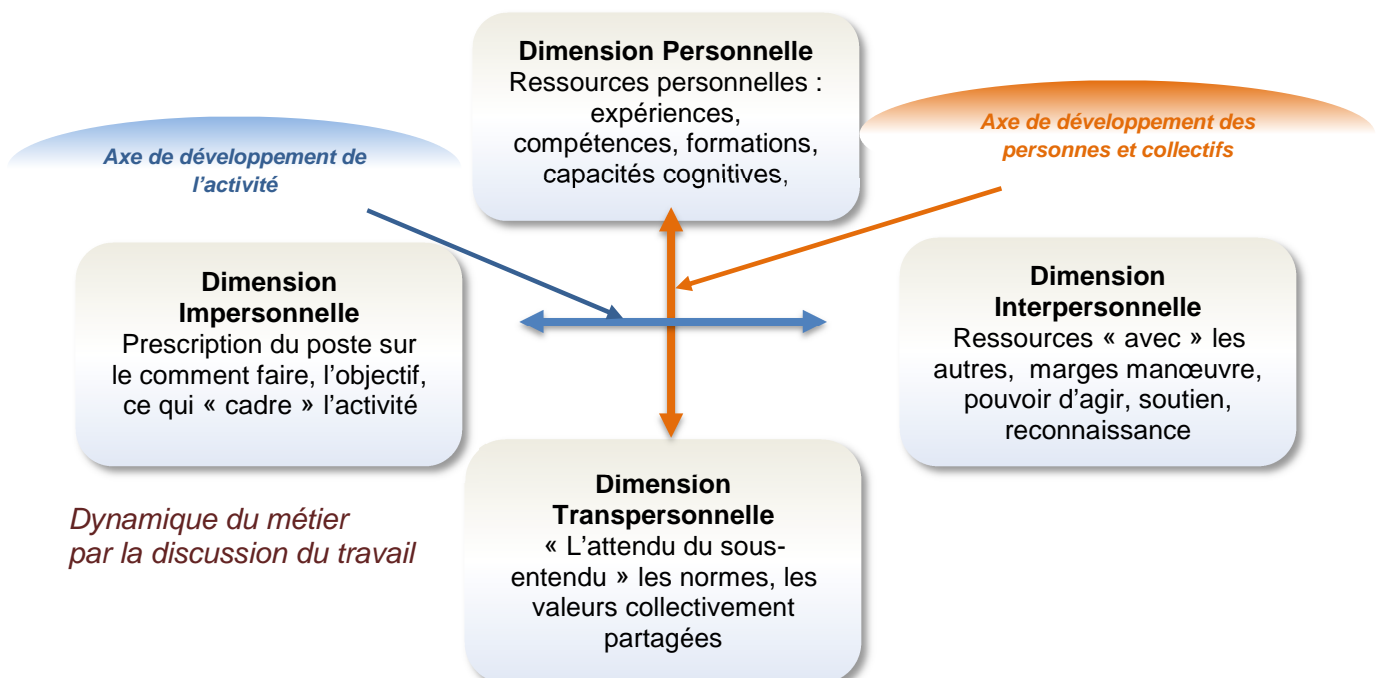 Dimension Personnelle
Ressources personnelles :
expériences,
compétences, formations,
capacités cognitives,
Axe de développement de
l'activité
Axe de développement des
personnes et collectifs
Dimension
Impersonnelle
Prescription du poste sur
le comment faire, l'objectif,
ce qui « cadre » l'activité
Dimension
Interpersonnelle
Ressources « avec » les
autres,  marges manœuvre,
pouvoir d'agir, soutien,
reconnaissance
Dynamique du métier
par la discussion du travail
Dimension
Transpersonnelle
« L'attendu du sous-
entendu » les normes, les
valeurs collectivement
partagées